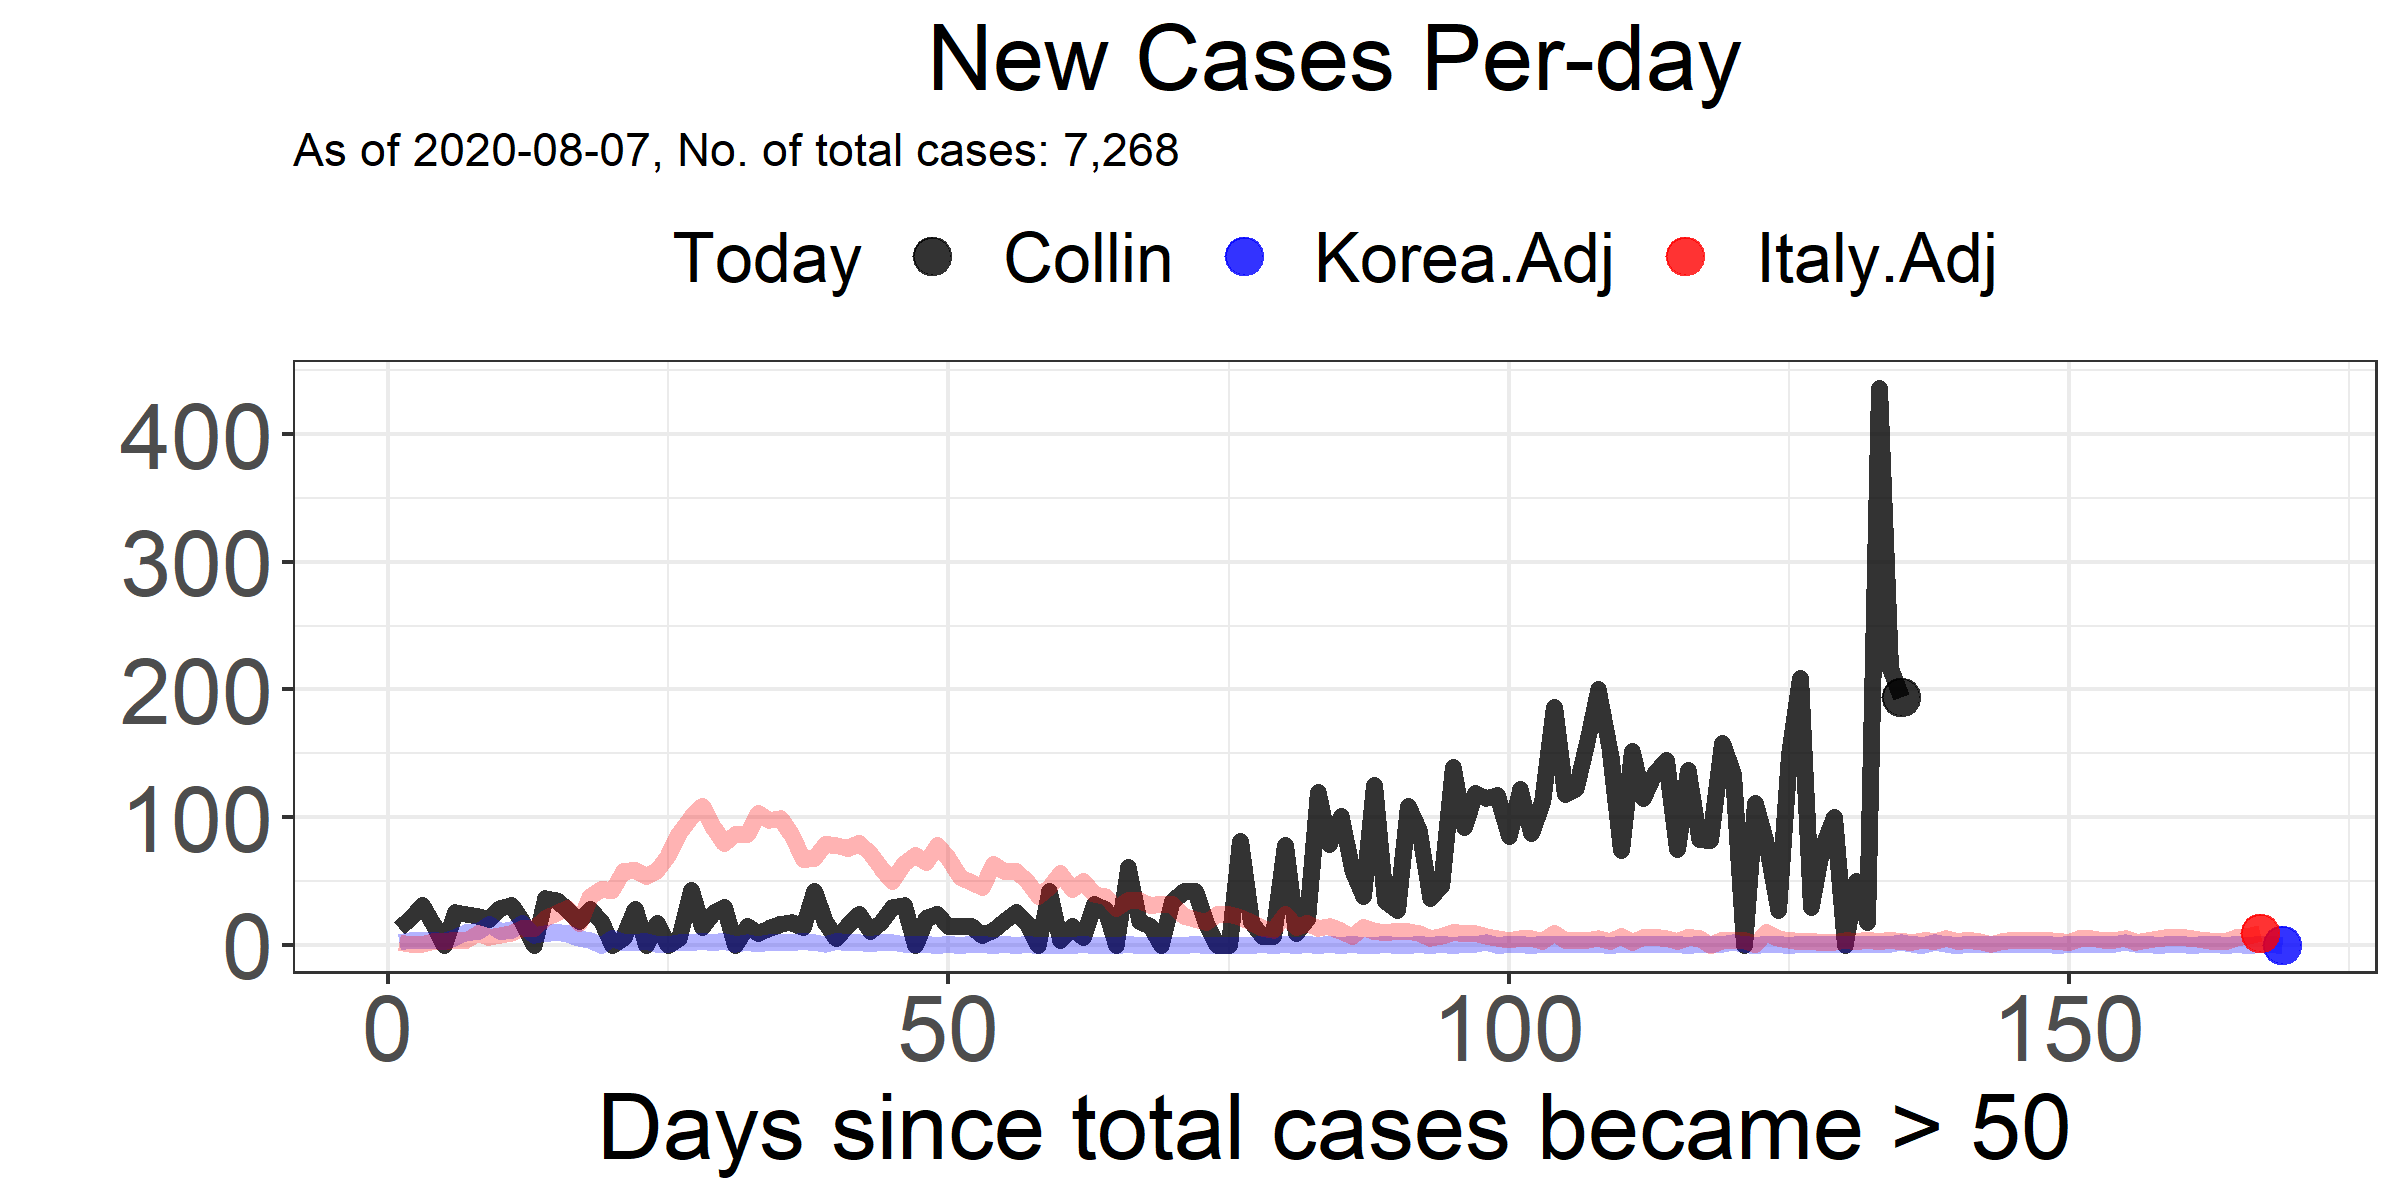 New Cases Per-day
As of 2020-08-07, No. of total cases: 7,268
Today Collin Korea.Adj Italy.Adj
400
300
200
100
0
0 50 100 150
Days since total cases became > 50